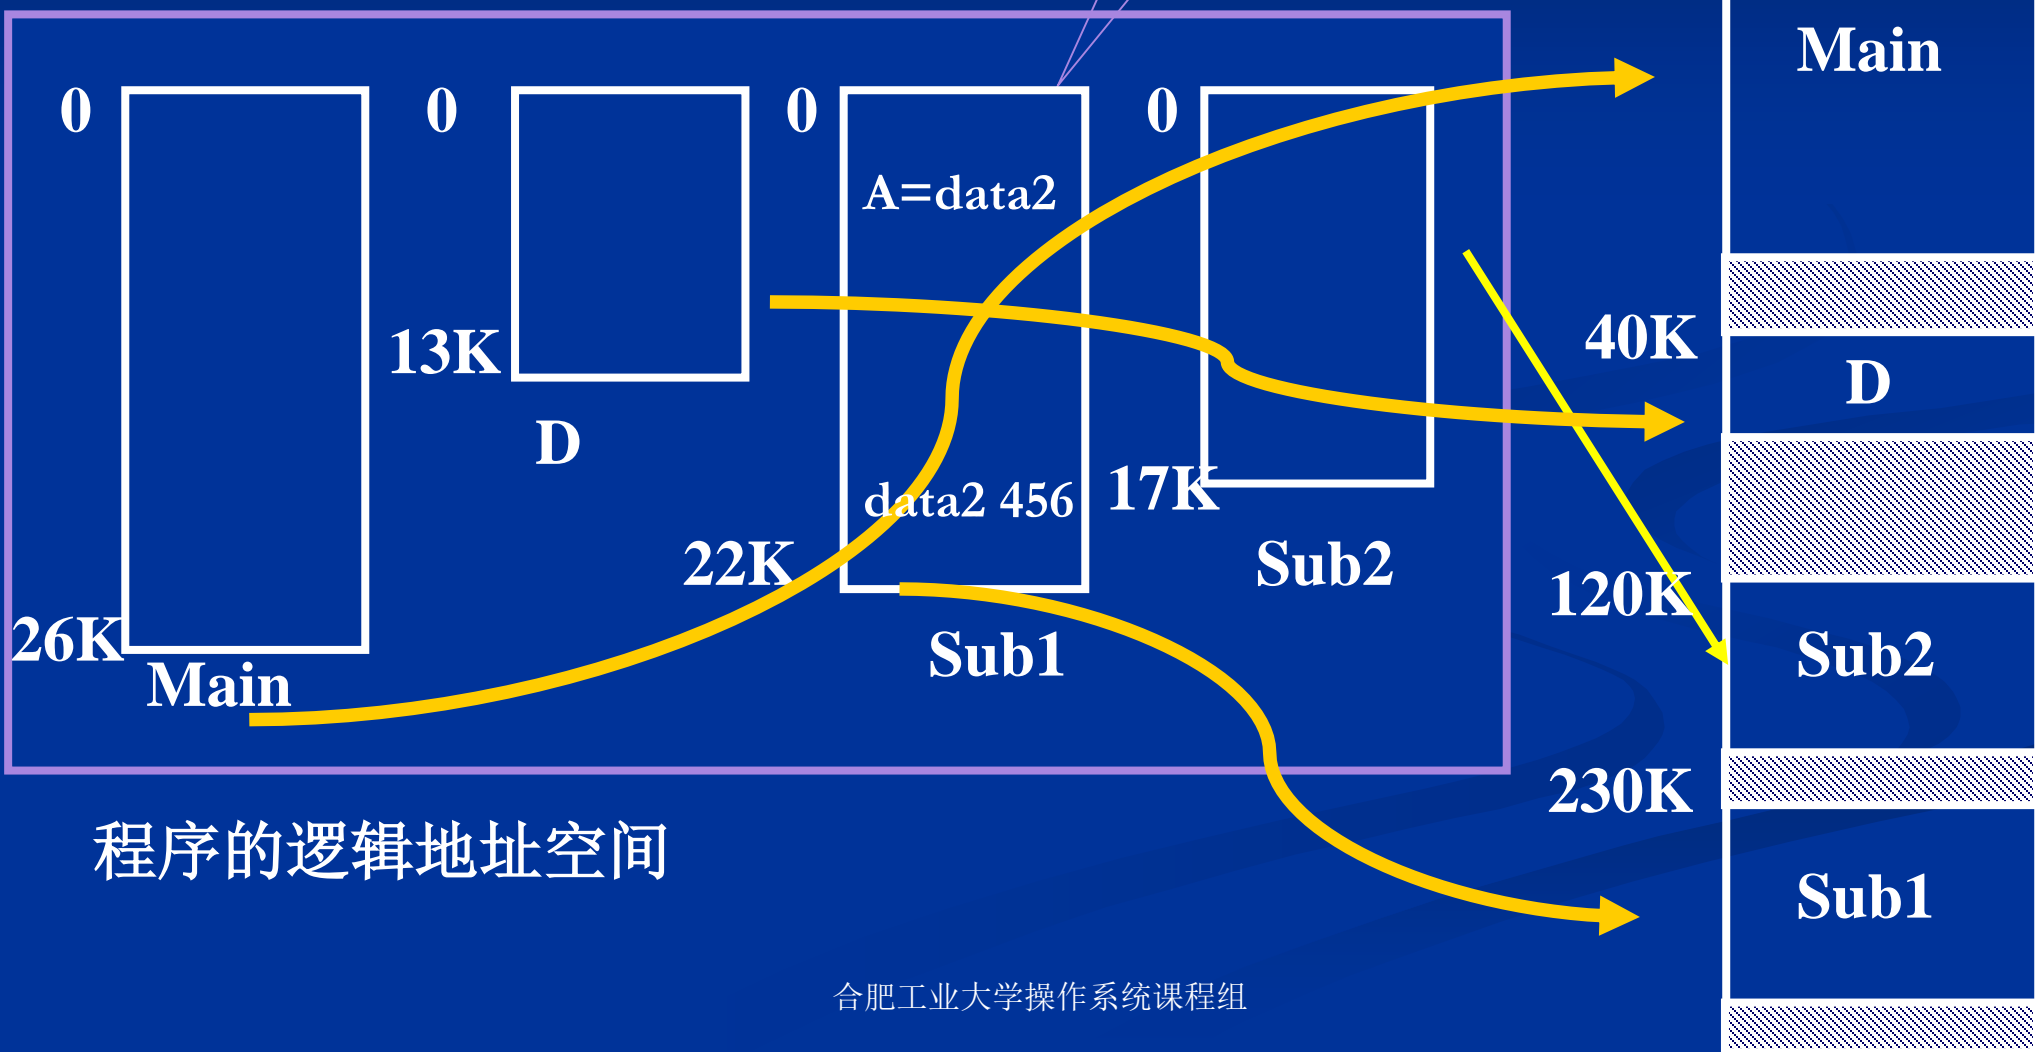 Main
0
0
0
0
A=data2
40K
13K
D
D
17K
data2 456
22K
Sub2
120K
26K
Sub1
Sub2
Main
230K
程序的逻辑地址空间
Sub1
合肥工业大学操作系统课程组